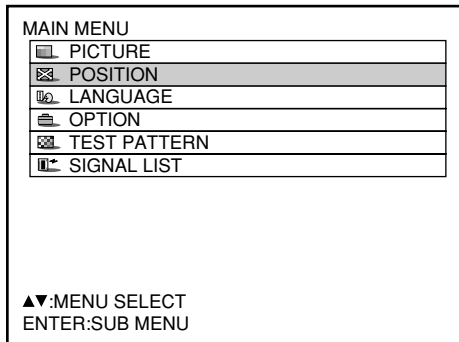 MAIN MENU
PICTURE
POSITION
LANGUAGE
OPTION
TEST PATTERN
SIGNAL LIST
▲▼:MENU SELECT
ENTER:SUB MENU